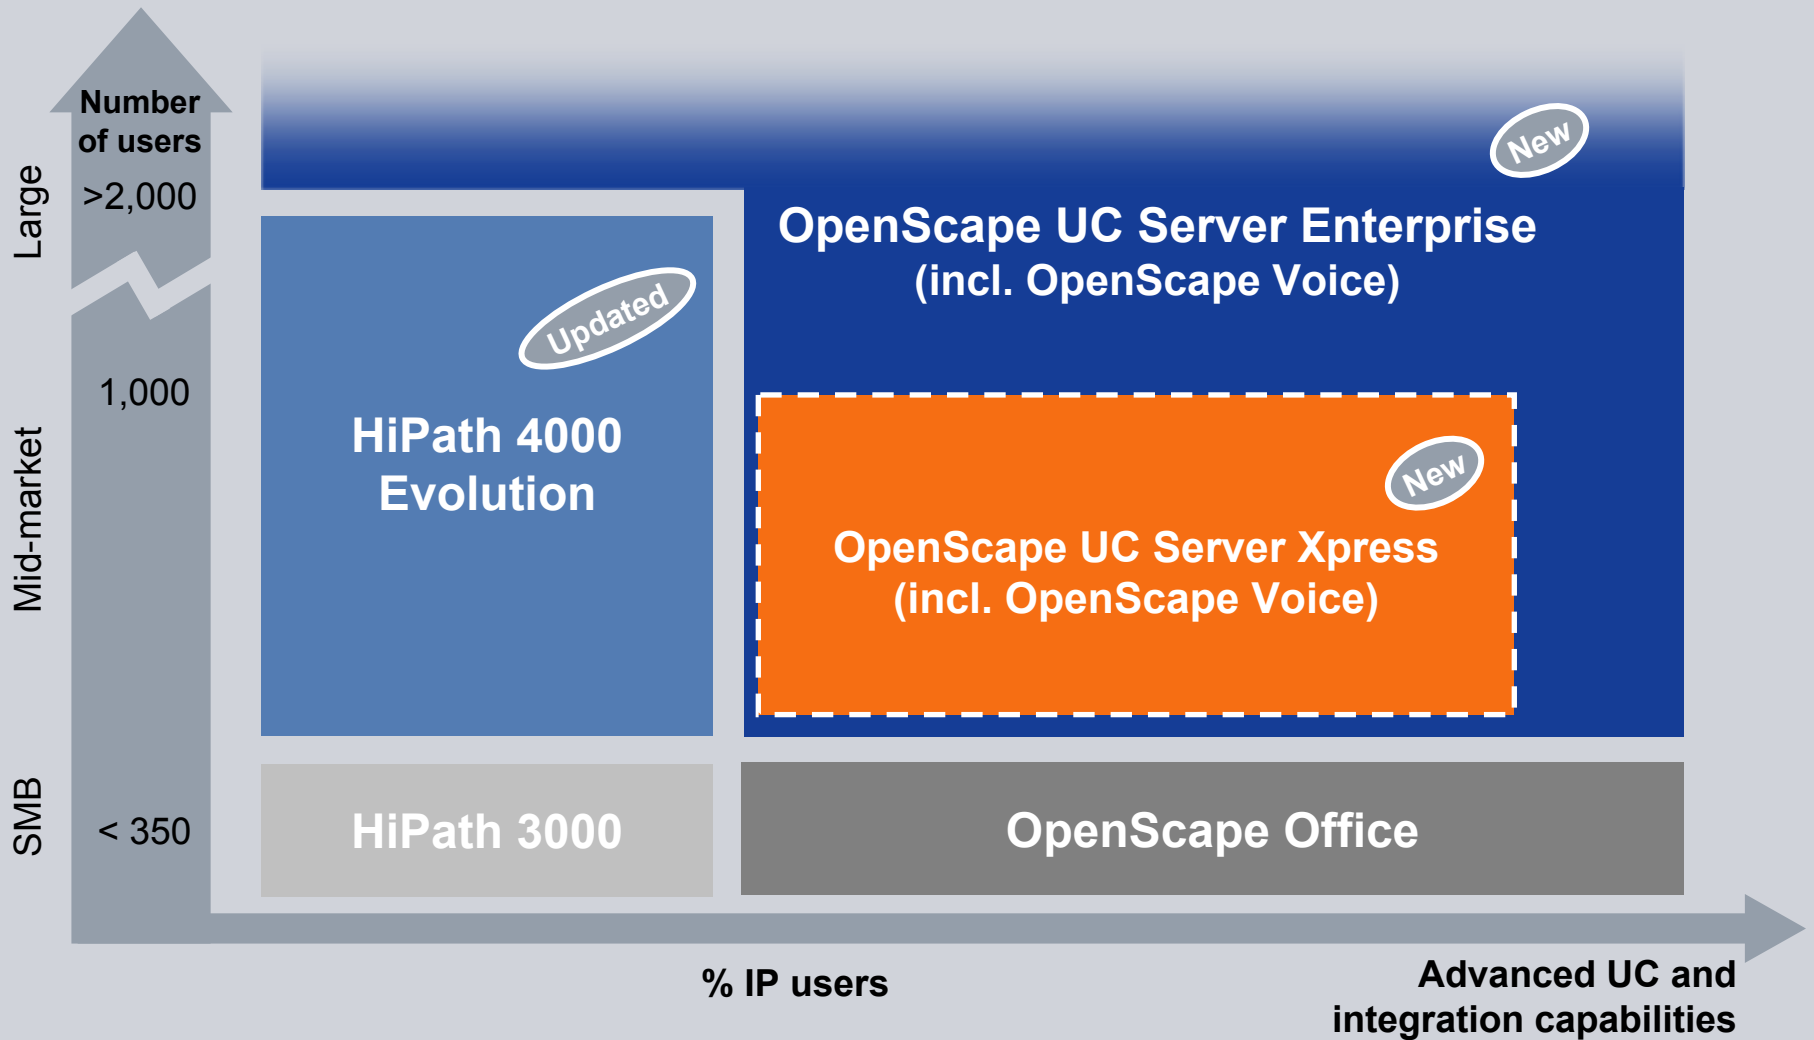 Number
of users
>2,000
1,000
< 350
Large
Mid-market
SMB
New
OpenScape UC Server Enterprise
(incl. OpenScape Voice)
Updated
HiPath 4000
Evolution
New
OpenScape UC Server Xpress
(incl. OpenScape Voice)
HiPath 3000
OpenScape Office
% IP users
Advanced UC and
integration capabilities